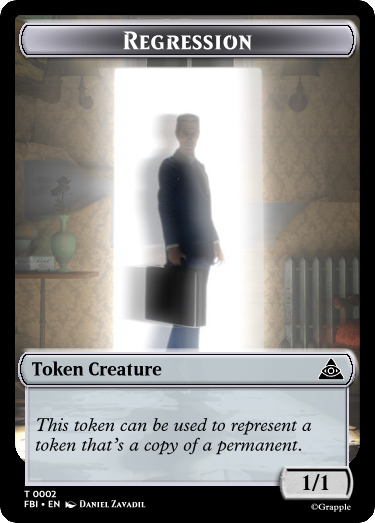 Regression
Token Creature
This token can be used to represent a
token that's a copy of a permanent.
1/1
T 0002
FBI • EN Daniel Zavadil
©Grapple